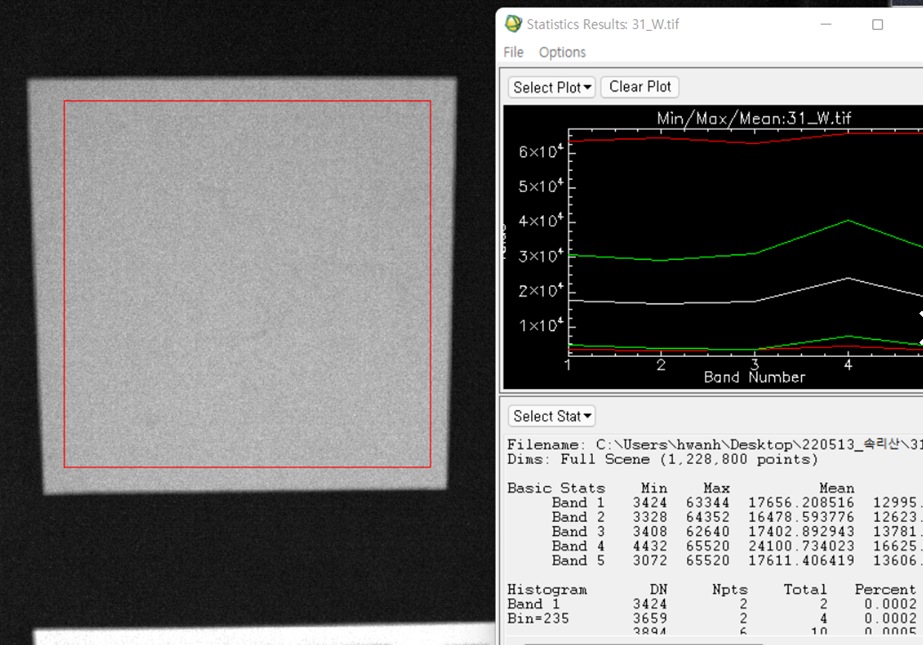 Statistics Results: 31_W.tif
File Options
Select Plot Clear Plot
Min/Max/Mean:31_W.tif
6×10⁴
5×10⁴
4×10⁴
3×10⁴
2×10⁴
1×10⁴
1 2 3 4
Band Number
Select Stat
Filename: C:\Users\hwanh\Desktop\220513_속리산\31
Dims: Full Scene (1,228,800 points)
Basic Stats Min Max Mean
Band 1 3424 63344 17656.208516 12995.
Band 2 3328 64352 16478.593776 12623.
Band 3 3408 62640 17402.892943 13781.
Band 4 4432 65520 24100.734023 16625.
Band 5 3072 65520 17611.406419 13606.
Histogram DN Npts Total Percent
Band 1 3424 2 2 0.0002
Bin=235 3659 2 4 0.0002
3894 6 10 0.0005